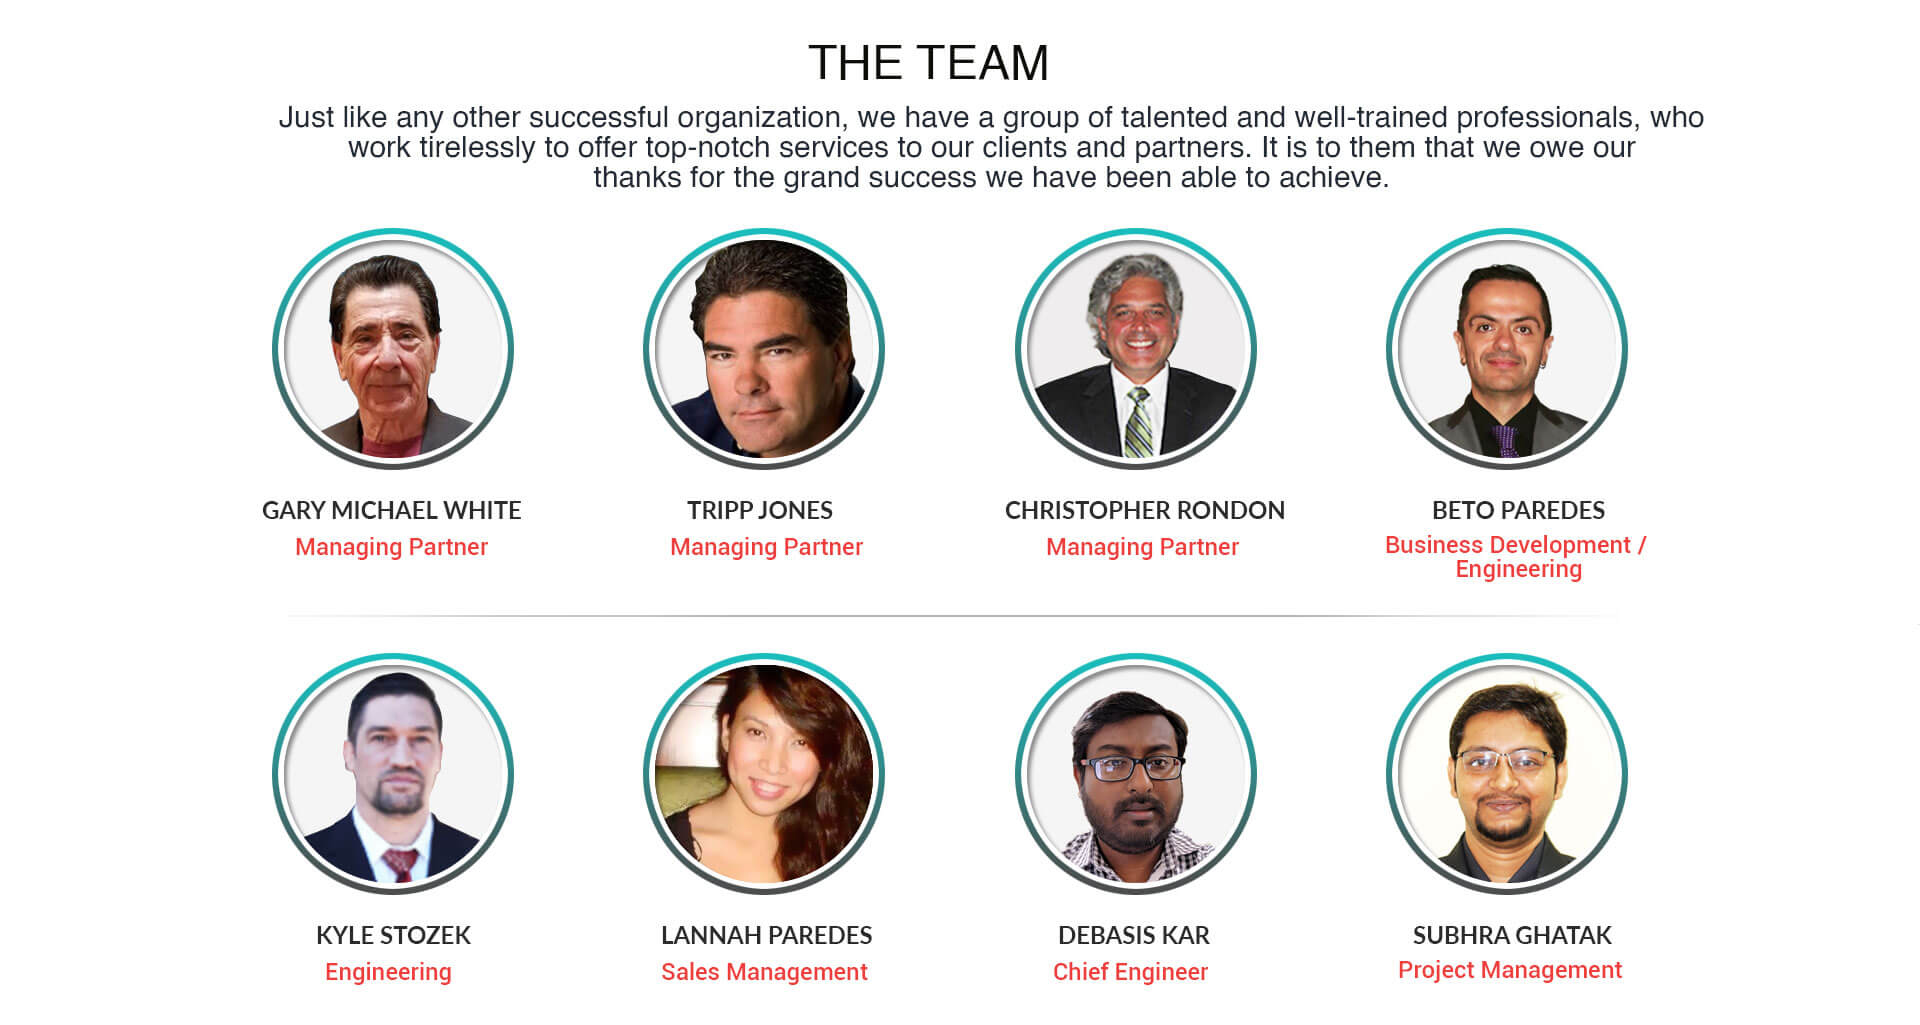 THE TEAM
Just like any other successful organization, we have a group of talented and well-trained professionals, who
work tirelessly to offer top-notch services to our clients and partners. It is to them that we owe our
thanks for the grand success we have been able to achieve.
GARY MICHAEL WHITE
Managing Partner
TRIPP JONES
Managing Partner
CHRISTOPHER RONDON
Managing Partner
BETO PAREDES
Business Development /
Engineering
KYLE STOZEK
Engineering
LANNAH PAREDES
Sales Management
DEBASIS KAR
Chief Engineer
SUBHRA GHATAK
Project Management